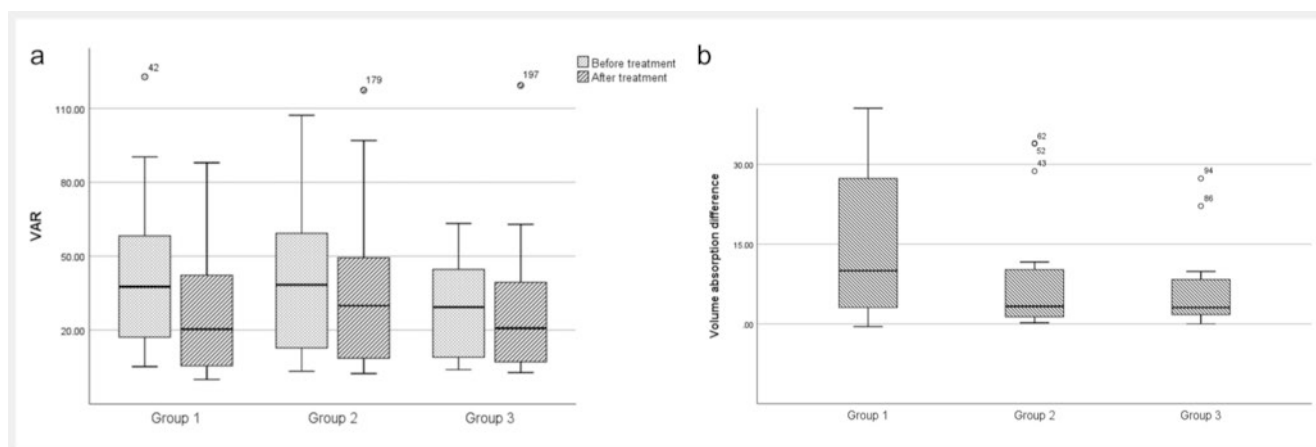 a
42
179
197
Before treatment
After treatment
110.00
80.00
50.00
20.00
VAR
Group 1
Group 2
Group 3
b
62
52
43
94
86
30.00
15.00
.00
Volume absorption difference
Group 1
Group 2
Group 3